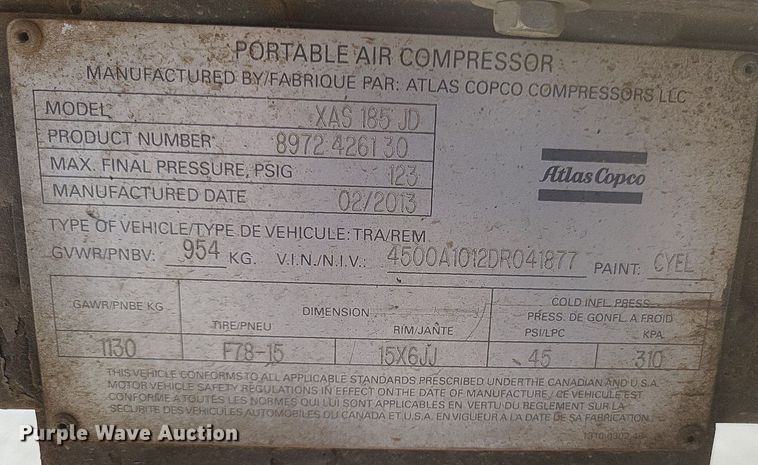 PORTABLE AIR COMPRESSOR
MANUFACTURED BY/FABRIQUE PAR: ATLAS COPCO COMPRESSORS LLC
MODEL XAS 185 JD
PRODUCT NUMBER 8972 4261 30
MAX. FINAL PRESSURE, PSIG 123
MANUFACTURED DATE 02/2013
Atlas Copco
TYPE OF VEHICLE/TYPE DE VEHICULE: TRA/REM
GVWR/PNBV: 954 KG. V.I.N./N.I.V.: 4500A1012DR041877 PAINT: CYEL
GAWR/PNBE KG DIMENSION COLD INFL. PRESS.
PRESS. DE GONFL. A FROID
TIRE/PNEU RIM/JANTE PSI/LPC KPA
1130 F78-15 15X6JJ 45 310
THIS VEHICLE CONFORMS TO ALL APPLICABLE STANDARDS PRESCRIBED UNDER THE CANADIAN AND U.S.A.
MOTOR VEHICLE SAFETY REGULATIONS IN EFFECT ON THE DATE OF MANUFACTURE / CE VEHICULE EST
CONFORME A TOUTES LES NORMES QUI LUI SONT APPLICABLES EN VERTU DU REGLEMENT SUR LA
SECURITE DES VEHICULES AUTOMOBILES DU CANADA ET U.S.A. EN VIGUEUR A LA DATE DE SA FABRICATION.
Purple Wave Auction